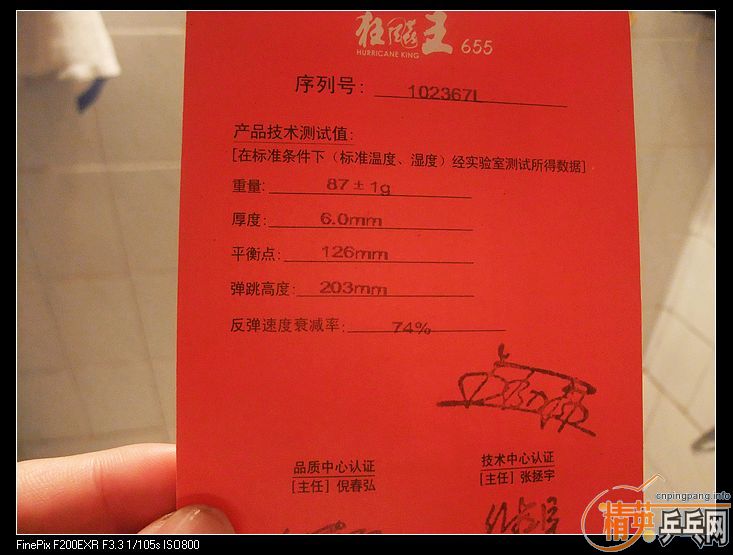 狂飚王 655
HURRICANE KING
序列号: 102367L
产品技术测试值:
[在标准条件下（标准温度、湿度）经实验室测试所得数据]
重量: 87±1g
厚度: 6.0mm
平衡点: 126mm
弹跳高度: 203mm
反弹速度衰减率: 74%
品质中心认证
[主任] 倪春弘
技术中心认证
[主任] 张拯宇
cnpingpang.info
精英乒乓网
FinePix F200EXR F3.3 1/105s ISO800